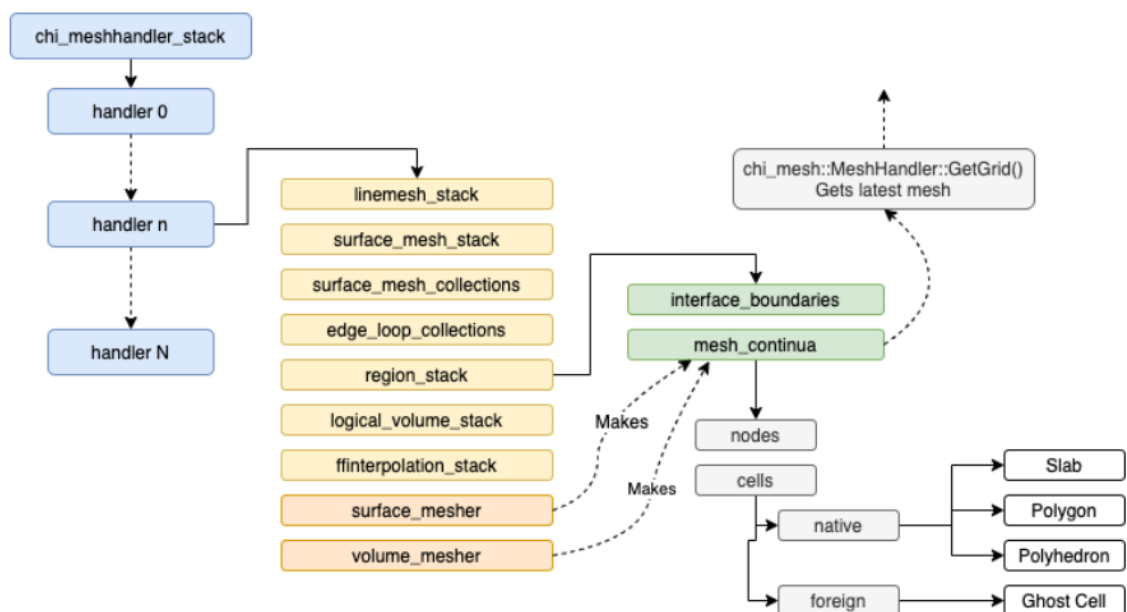 chi_meshhandler_stack
handler 0
handler n
handler N
linemesh_stack
surface_mesh_stack
surface_mesh_collections
edge_loop_collections
region_stack
logical_volume_stack
ffinterpolation_stack
surface_mesher
volume_mesher
Makes
Makes
chi_mesh::MeshHandler::GetGrid()
Gets latest mesh
interface_boundaries
mesh_continua
nodes
cells
native
foreign
Slab
Polygon
Polyhedron
Ghost Cell